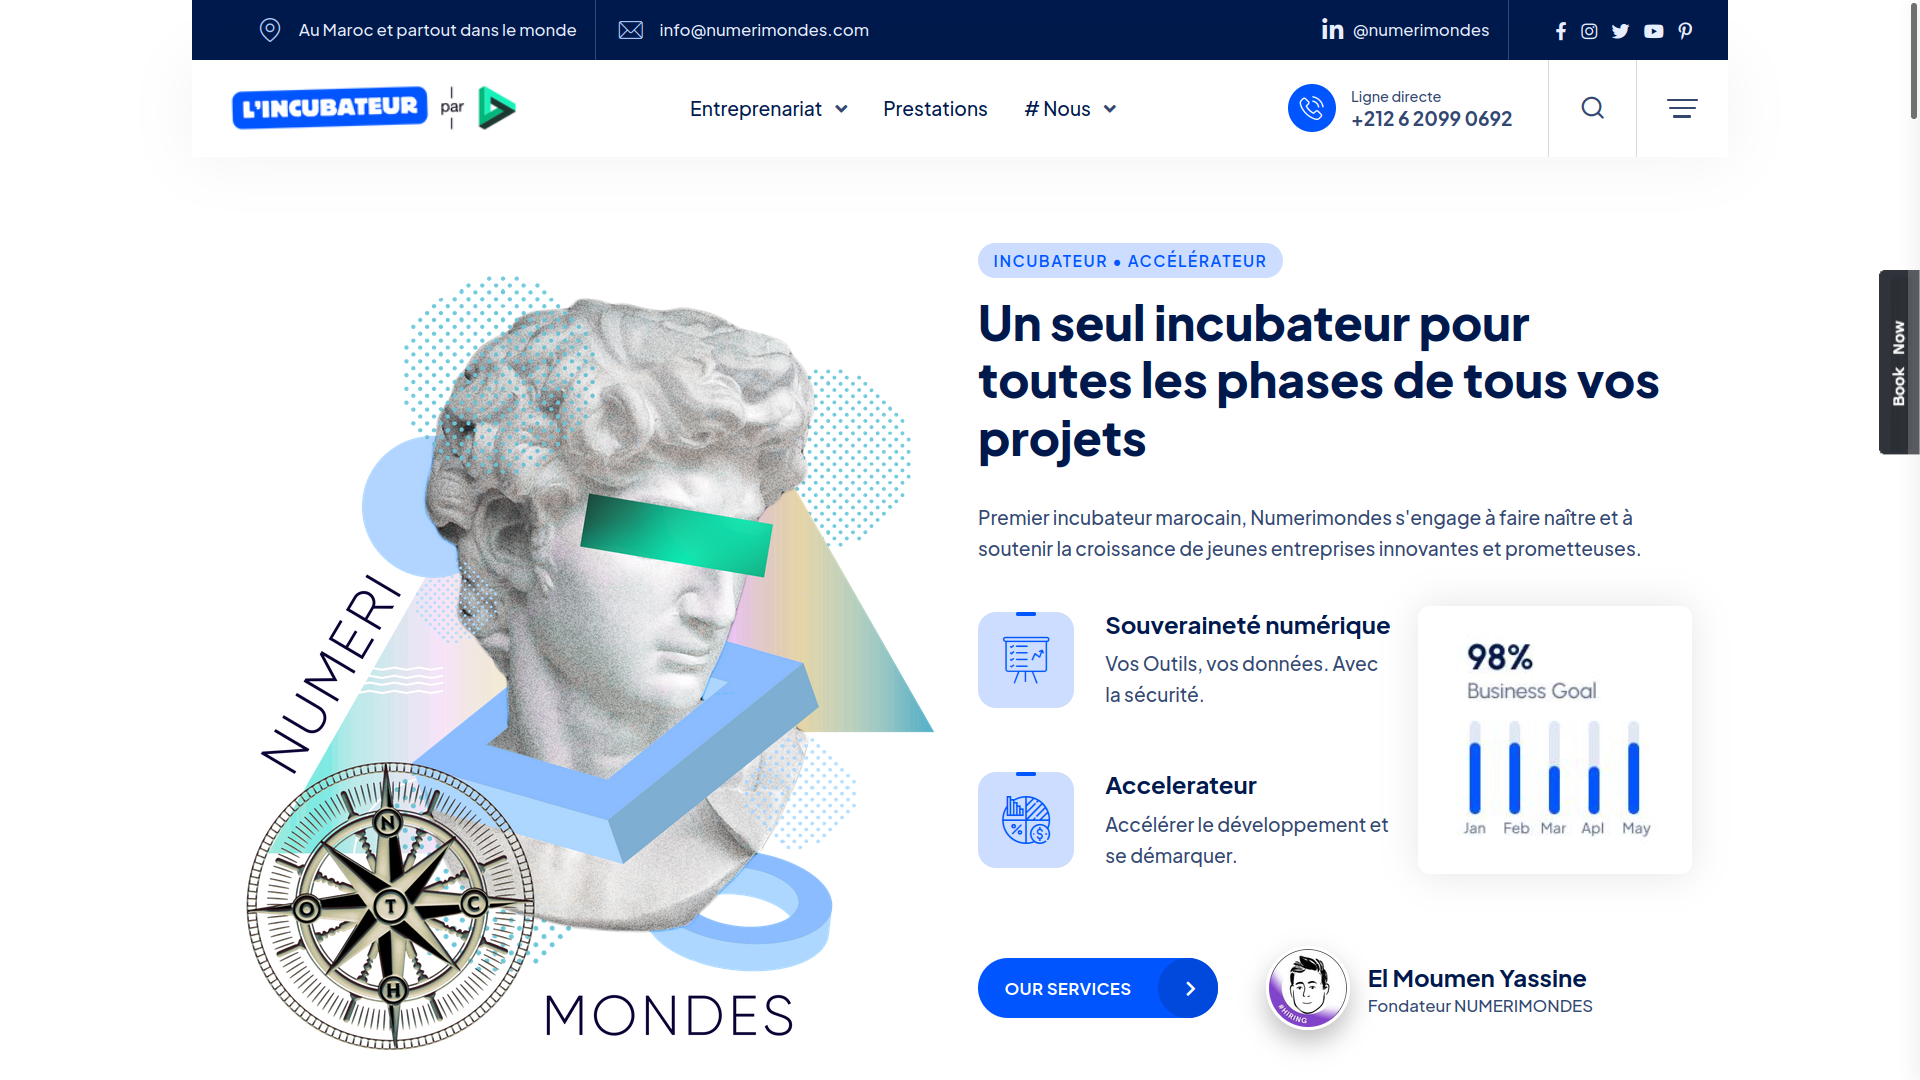 Au Maroc et partout dans le monde
info@numerimondes.com
in @numerimondes
L'INCUBATEUR par
Entreprenariat
Prestations
# Nous
Ligne directe
+212 6 2099 0692
INCUBATEUR ● ACCÉLÉRATEUR
Un seul incubateur pour
toutes les phases de tous vos
projets
Premier incubateur marocain, Numerimondes s'engage à faire naître et à
soutenir la croissance de jeunes entreprises innovantes et prometteuses.
Souveraineté numérique
Vos Outils, vos données. Avec
la sécurité.
98%
Business Goal
Jan Feb Mar Apl May
Accelerateur
Accélérer le développement et
se démarquer.
OUR SERVICES
#HIRING
El Moumen Yassine
Fondateur NUMERIMONDES
NUMERI
MONDES
N
O T C
H
Book Now